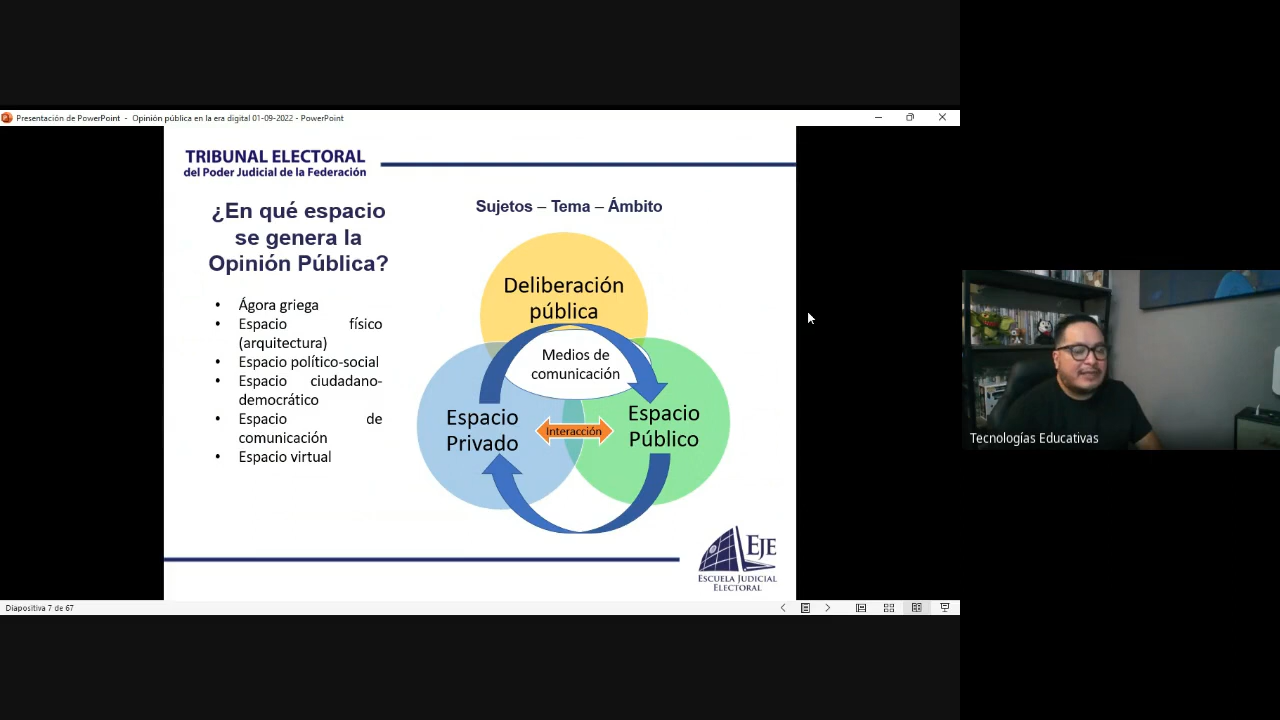 Presentación de PowerPoint - Opinión pública en la era digital 01-09-2022 - PowerPoint
TRIBUNAL ELECTORAL
del Poder Judicial de la Federación
¿En qué espacio
se genera la
Opinión Pública?
• Ágora griega
• Espacio físico
(arquitectura)
• Espacio político-social
• Espacio ciudadano-
democrático
• Espacio de
comunicación
• Espacio virtual
Sujetos – Tema – Ámbito
Deliberación
pública
Medios de
comunicación
Espacio
Privado
Interacción
Espacio
Público
EJE
ESCUELA JUDICIAL
ELECTORAL
Diapositiva 7 de 67
Tecnologías Educativas